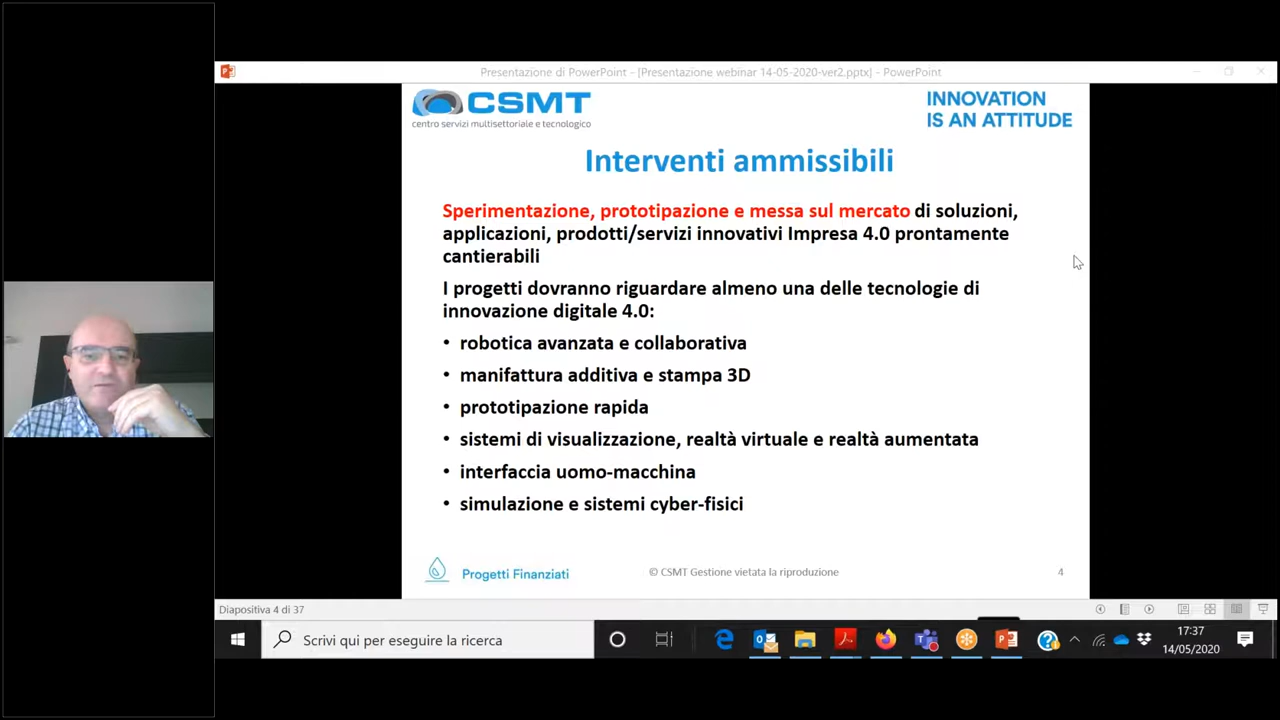 Presentazione di PowerPoint - [Presentazione webinar 14-05-2020-ver2.pptx] - PowerPoint
CSMT
centro servizi multisettoriale e tecnologico
INNOVATION
IS AN ATTITUDE
Interventi ammissibili
Sperimentazione, prototipazione e messa sul mercato di soluzioni,
applicazioni, prodotti/servizi innovativi Impresa 4.0 prontamente
cantierabili
I progetti dovranno riguardare almeno una delle tecnologie di
innovazione digitale 4.0:
• robotica avanzata e collaborativa
• manifattura additiva e stampa 3D
• prototipazione rapida
• sistemi di visualizzazione, realtà virtuale e realtà aumentata
• interfaccia uomo-macchina
• simulazione e sistemi cyber-fisici
Progetti Finanziati
© CSMT Gestione vietata la riproduzione
4
Diapositiva 4 di 37
Scrivi qui per eseguire la ricerca
17:37
14/05/2020